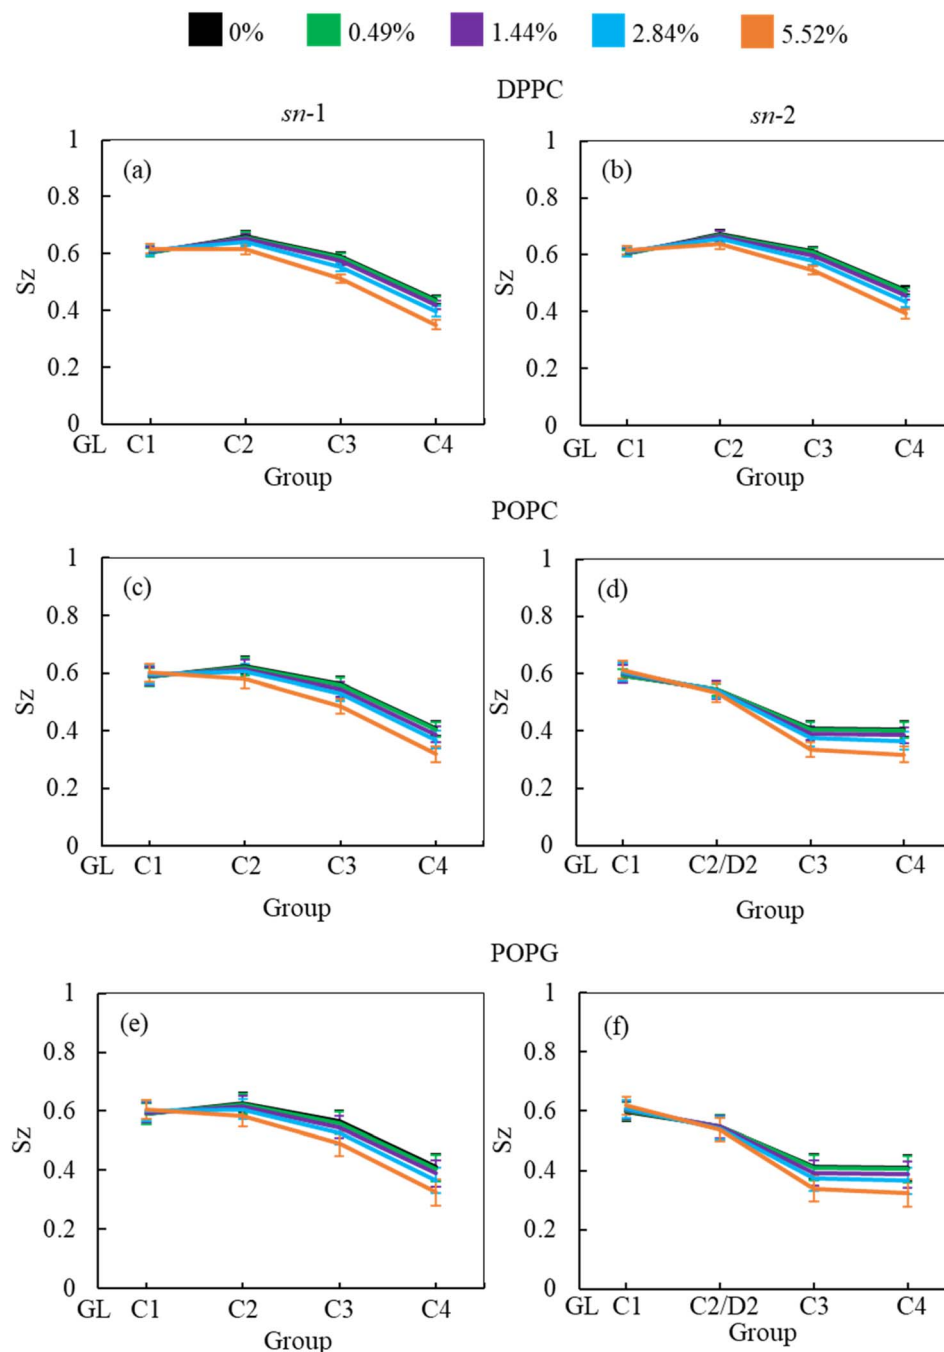 0% 0.49% 1.44% 2.84% 5.52%
DPPC
sn-1
sn-2
(a)
1
0.8
0.6
0.4
0.2
0
Sz
GL C1 C2 C3 C4
Group
(b)
1
0.8
0.6
0.4
0.2
0
Sz
GL C1 C2 C3 C4
Group
POPC
(c)
1
0.8
0.6
0.4
0.2
0
Sz
GL C1 C2 C3 C4
Group
(d)
1
0.8
0.6
0.4
0.2
0
Sz
GL C1 C2/D2 C3 C4
Group
POPG
(e)
1
0.8
0.6
0.4
0.2
0
Sz
GL C1 C2 C3 C4
Group
(f)
1
0.8
0.6
0.4
0.2
0
Sz
GL C1 C2/D2 C3 C4
Group